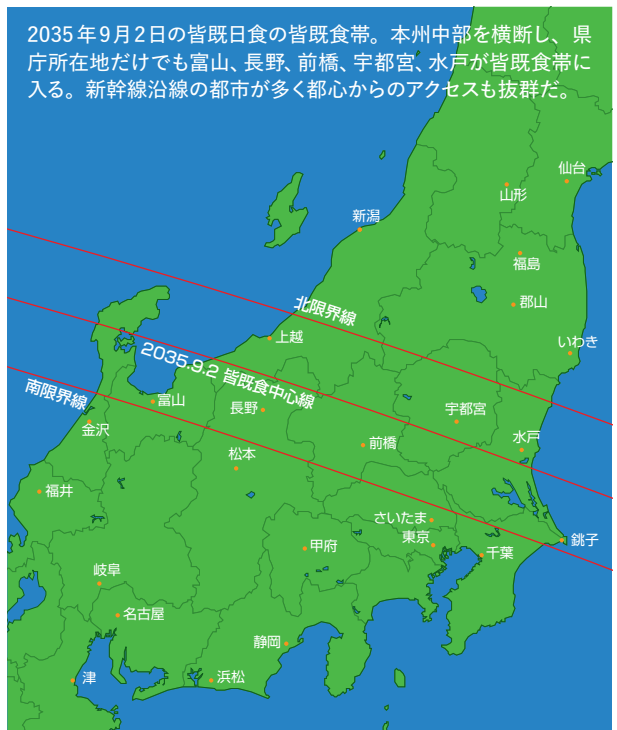 2035年9月2日の皆既日食の皆既食帯。本州中部を横断し、県
庁所在地だけでも富山、長野、前橋、宇都宮、水戸が皆既食帯に
入る。新幹線沿線の都市が多く都心からのアクセスも抜群だ。
仙台
山形
新潟
福島
郡山
北限界線
上越
いわき
2035.9.2 皆既食中心線
南限界線
富山
長野
宇都宮
金沢
水戸
前橋
松本
福井
さいたま
東京
銚子
甲府
千葉
岐阜
名古屋
静岡
津
浜松